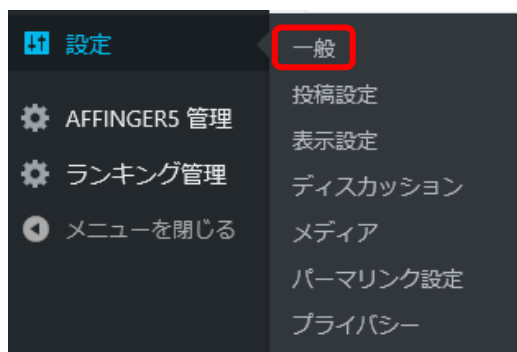 設定
AFFINGER5 管理
ランキング管理
メニューを閉じる
一般
投稿設定
表示設定
ディスカッション
メディア
パーマリンク設定
プライバシー